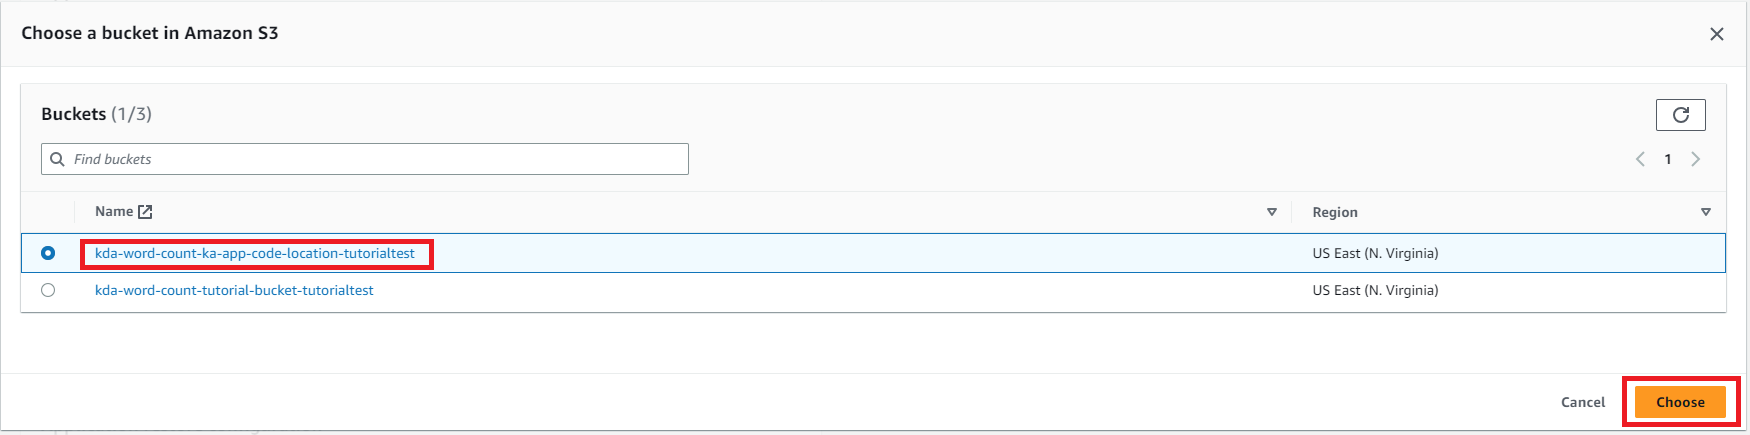 Choose a bucket in Amazon S3
Buckets (1/3)
Find buckets
1
Name Region
kda-word-count-ka-app-code-location-tutorialtest US East (N. Virginia)
kda-word-count-tutorial-bucket-tutorialtest US East (N. Virginia)
Cancel Choose